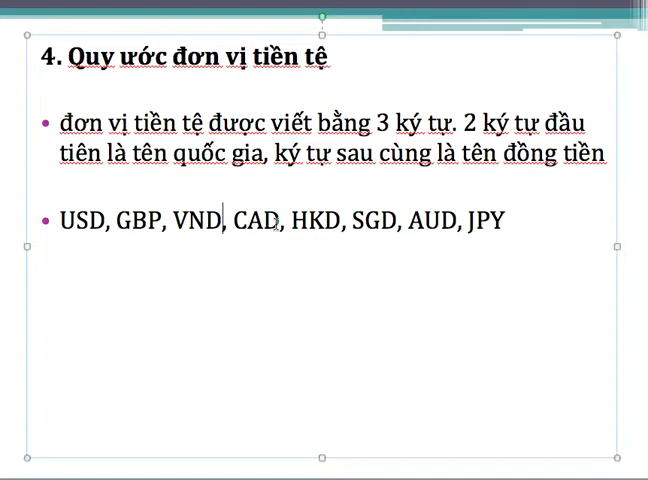 4. Quy ước đơn vị tiền tệ
• đơn vị tiền tệ được viết bằng 3 ký tự. 2 ký tự đầu
tiên là tên quốc gia, ký tự sau cùng là tên đồng tiền
• USD, GBP, VND, CAD, HKD, SGD, AUD, JPY